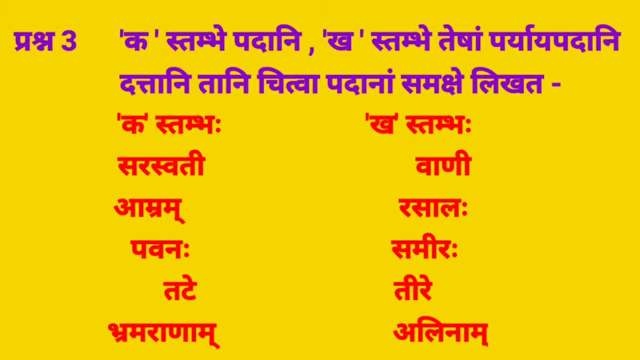 प्रश्न 3 'क ' स्तम्भे पदानि , 'ख ' स्तम्भे तेषां पर्यायपदानि
दत्तानि तानि चित्वा पदानां समक्षे लिखत -
'क' स्तम्भः 'ख' स्तम्भः
सरस्वती वाणी
आम्रम् रसालः
पवनः समीरः
तटे तीरे
भ्रमराणाम् अलिनाम्